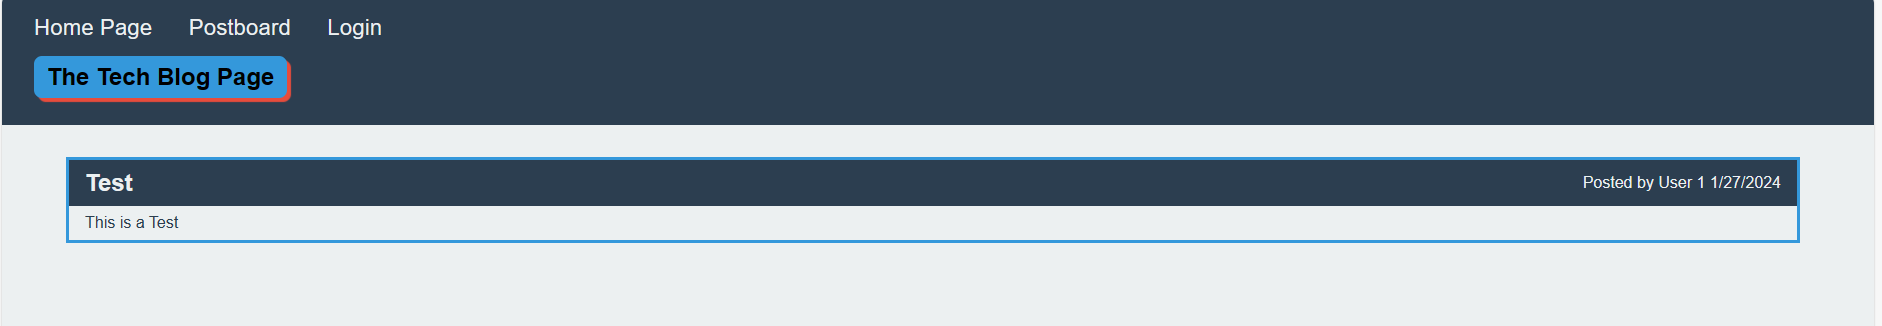 Home Page Postboard Login
The Tech Blog Page
Test Posted by User 1 1/27/2024
This is a Test